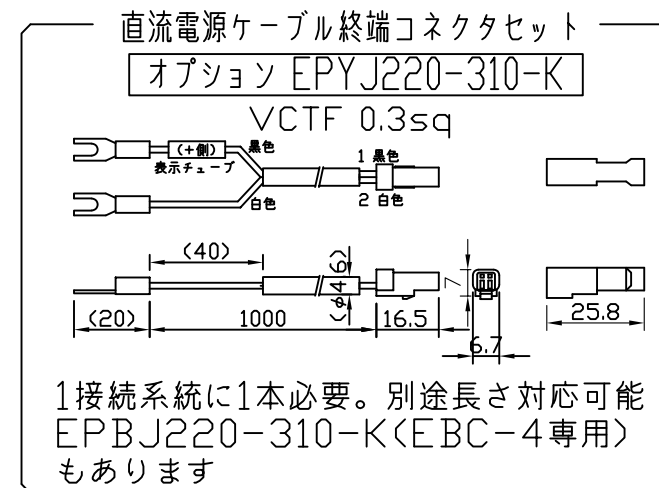 直流電源ケーブル終端コネクタセット
オプション EPYJ220-310-K
VCTF 0.3sq
(+側)
黒色
表示チューブ
白色
1 黒色
2 白色
(40)
(φ4.6)
7
(20)
1000
16.5
6.7
25.8
1接続系統に1本必要。別途長さ対応可能
EPBJ220-310-K(EBC-4専用)
もあります